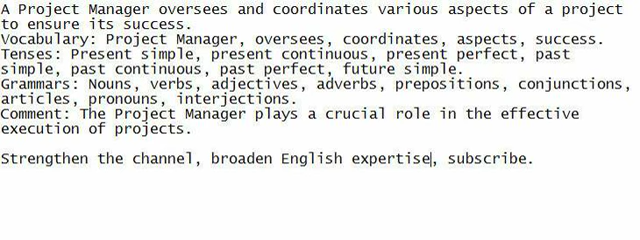 A Project Manager oversees and coordinates various aspects of a project
to ensure its success.
Vocabulary: Project Manager, oversees, coordinates, aspects, success.
Tenses: Present simple, present continuous, present perfect, past
simple, past continuous, past perfect, future simple.
Grammars: Nouns, verbs, adjectives, adverbs, prepositions, conjunctions,
articles, pronouns, interjections.
Comment: The Project Manager plays a crucial role in the effective
execution of projects.

Strengthen the channel, broaden English expertise, subscribe.